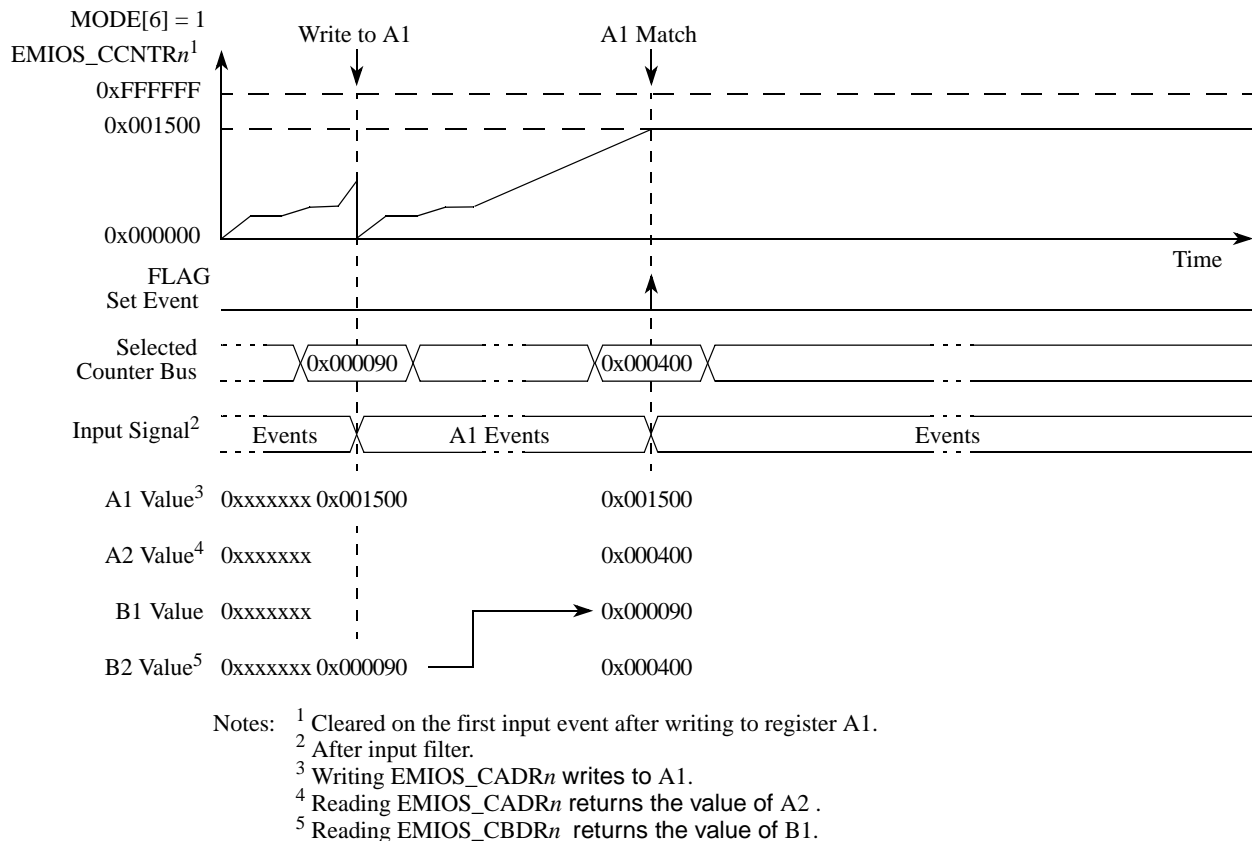 MODE[6] = 1
Write to A1 A1 Match
EMIOS_CCNTRn1
0xFFFFFF
0x001500
0x000000
Time
FLAG
Set Event
Selected
Counter Bus
0x000090 0x000400
Input Signal2 Events A1 Events Events
A1 Value3 0xxxxxxx 0x001500 0x001500
A2 Value4 0xxxxxxx 0x000400
B1 Value 0xxxxxxx 0x000090
B2 Value5 0xxxxxxx 0x000090 0x000400
Notes: 1 Cleared on the first input event after writing to register A1.
2 After input filter.
3 Writing EMIOS_CADRn writes to A1.
4 Reading EMIOS_CADRn returns the value of A2 .
5 Reading EMIOS_CBDRn returns the value of B1.